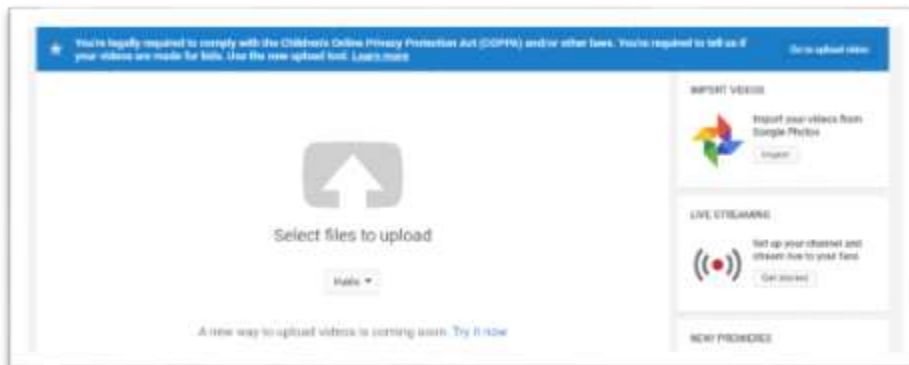 You're legally required to comply with the Children's Online Privacy Protection Act (COPPA) and/or other laws. You're required to tell us if
your videos are made for kids. Use the new upload tool. Learn more
Go to upload video
Select files to upload
Public
A new way to upload videos is coming soon. Try it now
IMPORT VIDEOS
Import your videos from
Google Photos
Import
LIVE STREAMING
Set up your channel and
stream live to your fans
Get started
NEW! PREMIERES